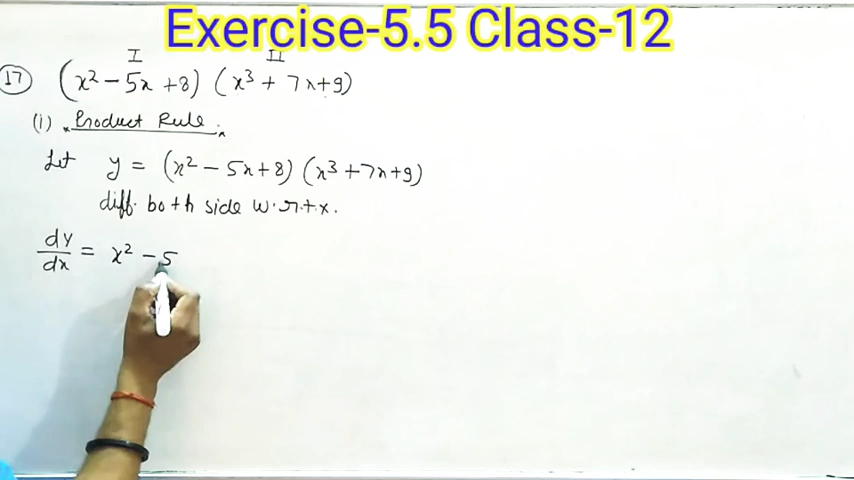 Exercise-5.5 Class-12
I II
17 (x² - 5x + 8) (x³ + 7x + 9)
(i) Product Rule.
Let y = (x² - 5x + 8) (x³ + 7x + 9)
diff. both side w.r.t x.
dy/dx = x² - 5